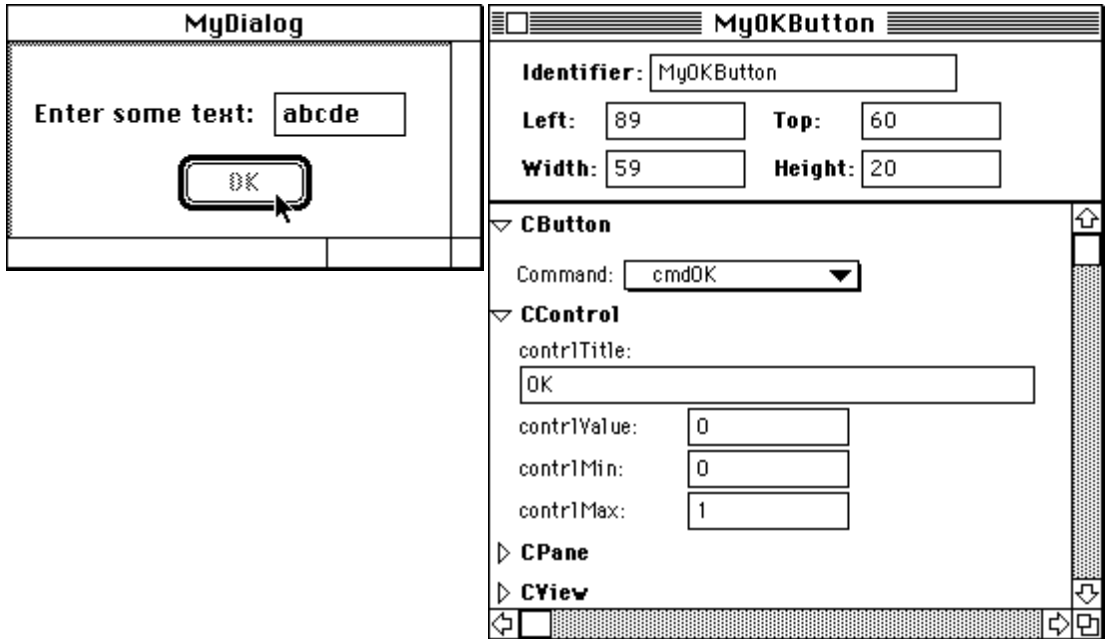 MyDialog
Enter some text: abcde
OK
MyOKButton
Identifier: MyOKButton
Left: 89 Top: 60
Width: 59 Height: 20
CButton
Command: cmdOK
CControl
contrlTitle:
OK
contrlValue: 0
contrlMin: 0
contrlMax: 1
CPane
CView